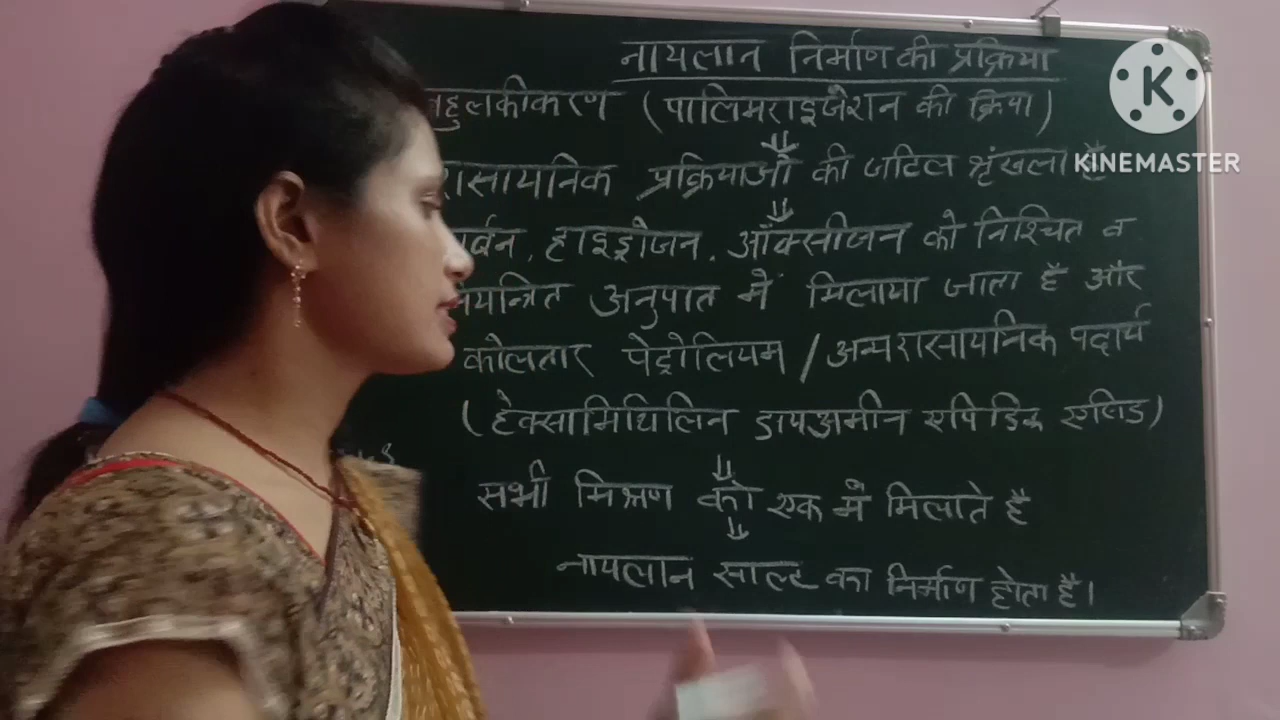 नायलान निर्माण की प्रक्रिया
बहुलकीकरण (पालिमराइजेशन की क्रिया)
रासायनिक प्रक्रियाओं की जटिल श्रृंखला है
र्बन, हाइड्रोजन, ऑक्सीजन को निश्चित व
नियन्त्रित अनुपात में मिलाया जाता है और
कोलतार पेट्रोलियम / अन्य रासायनिक पदार्थ
(हेक्सामिथिलिन डायअमीन एपिडिक एसिड)
सभी मिश्रण को एक में मिलाते है
नायलान साल्ट का निर्माण होता है।
K
KINEMASTER